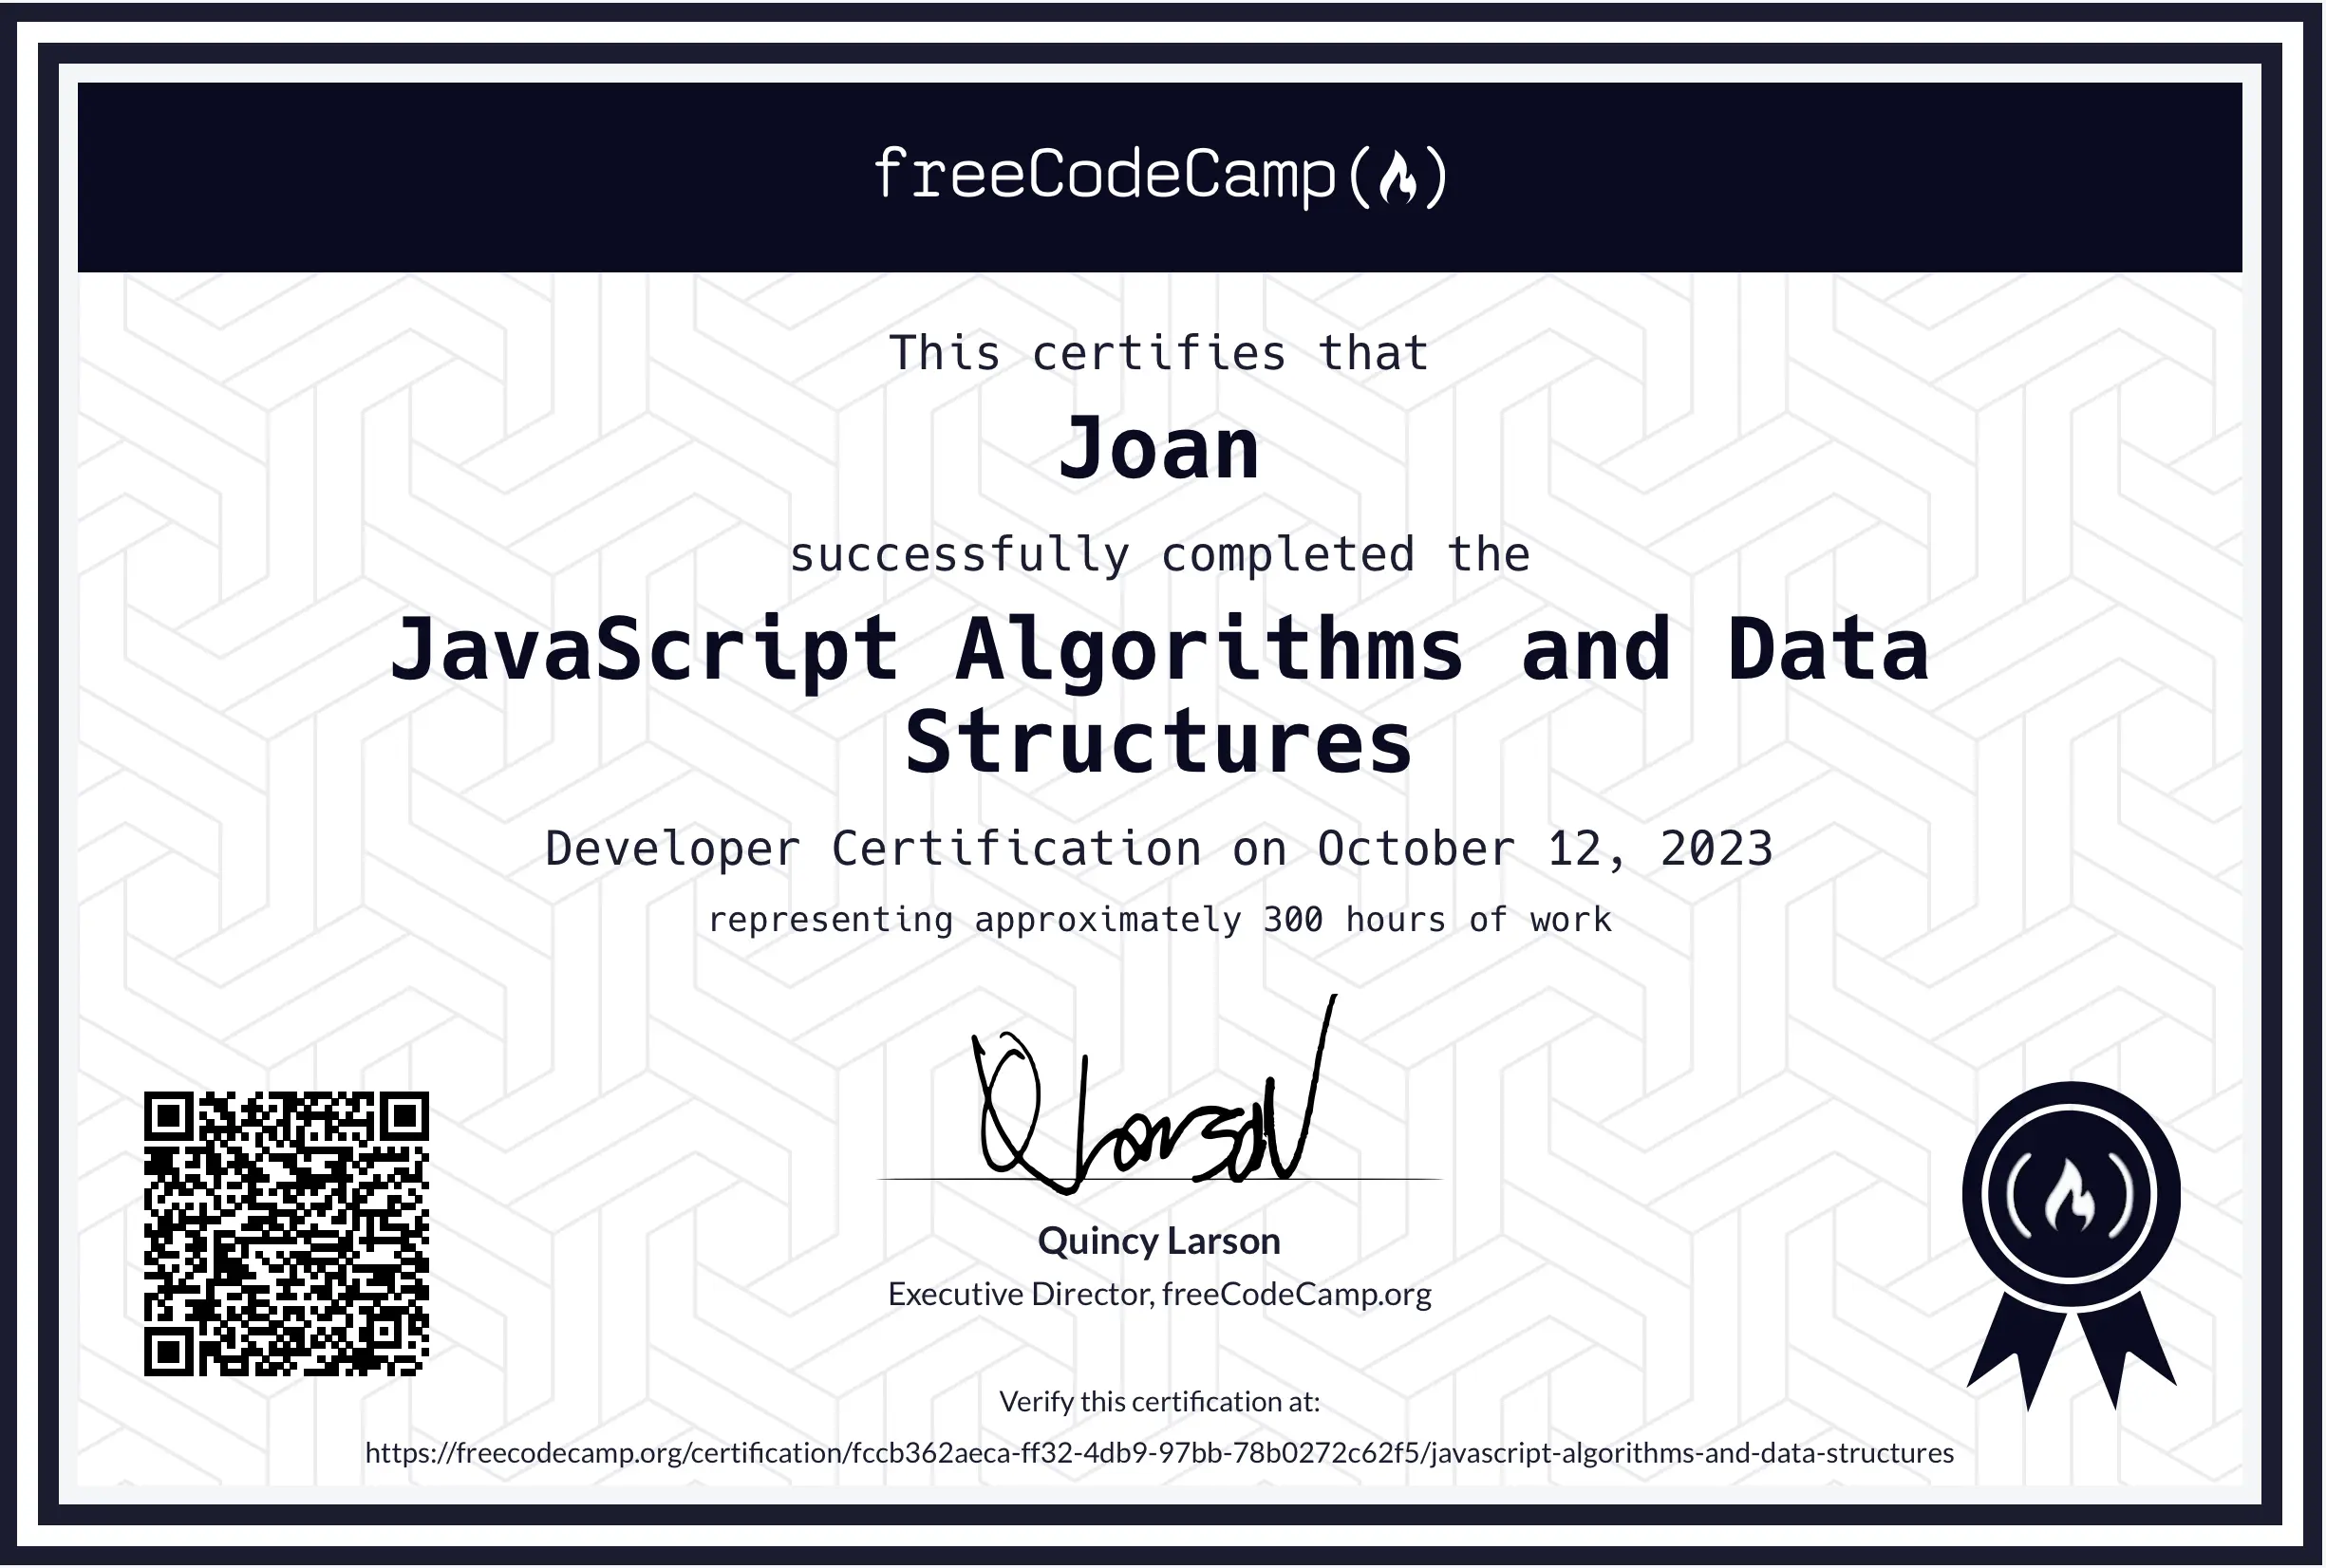 freeCodeCamp
This certifies that
Joan
successfully completed the
JavaScript Algorithms and Data
Structures
Developer Certification on October 12, 2023
representing approximately 300 hours of work
QLarson
Quincy Larson
Executive Director, freeCodeCamp.org
Verify this certification at:
https://freecodecamp.org/certification/fccb362aeca-ff32-4db9-97bb-78b0272c62f5/javascript-algorithms-and-data-structures